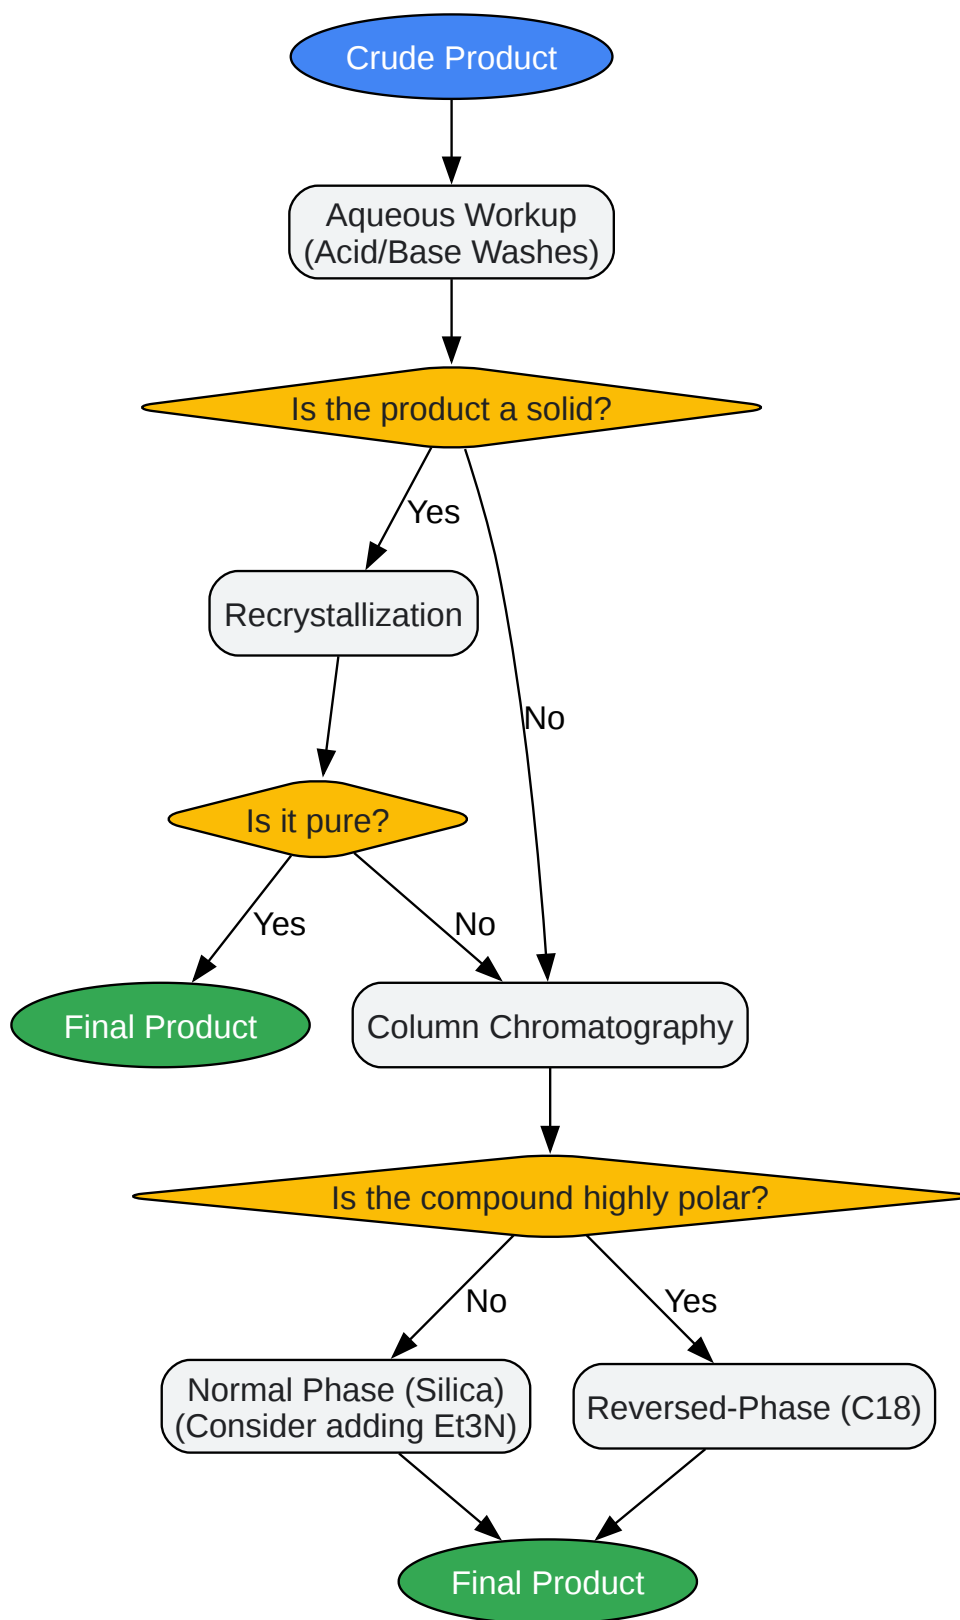 Crude Product
Aqueous Workup
(Acid/Base Washes)
Is the product a solid?
Yes
Recrystallization
No
Is it pure?
Yes
No
Final Product
Column Chromatography
Is the compound highly polar?
No
Yes
Normal Phase (Silica)
(Consider adding Et3N)
Reversed-Phase (C18)
Final Product